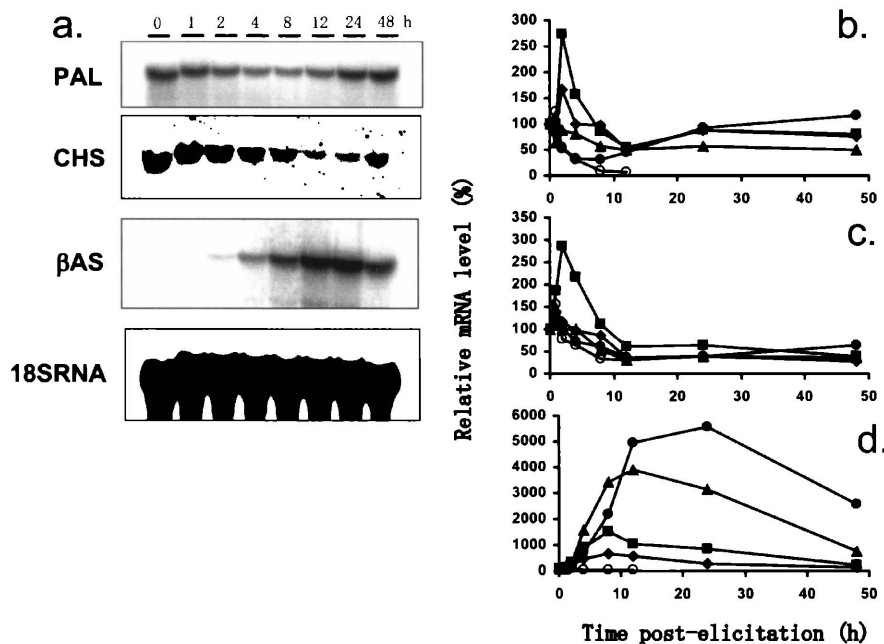 a.
0 1 2 4 8 12 24 48 h
PAL
CHS
βAS
18SRNA
Relative mRNA level (%)
b.
300
250
200
150
100
50
0
0 10 20 30 40 50
c.
350
300
250
200
150
100
50
0
0 10 20 30 40 50
d.
6000
5000
4000
3000
2000
1000
0
0 10 20 30 40 50
Time post-elicitation (h)